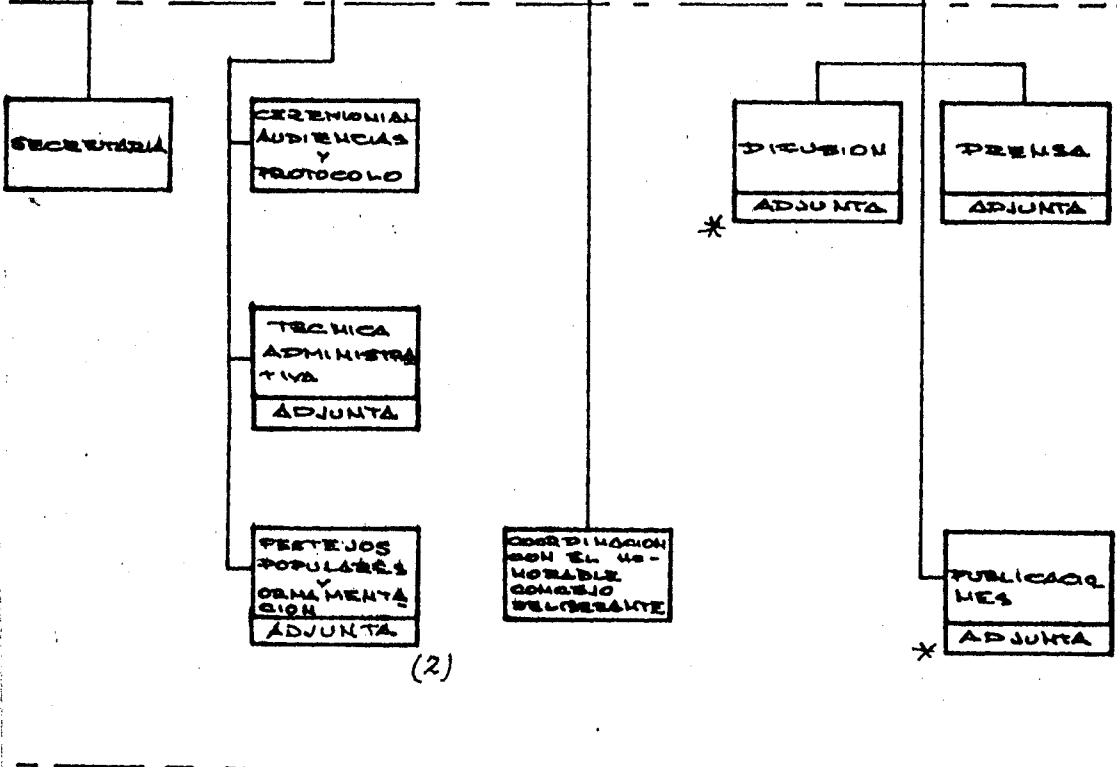 SECRETARIA
CEREMONIAL
AUDIENCIAS
Y
PROTOCOLO
DIFUSION
ADJUNTA
*
PRENSA
ADJUNTA
TECNICA
ADMINISTRA
TIVA
ADJUNTA
FESTEJOS
POPULARES
Y
ORNAMENTA
CION
ADJUNTA
(2)
COORDINACION
CON EL HO-
NORABLE
CONCEJO
DELIBERANTE
PUBLICACIO
NES
ADJUNTA
*